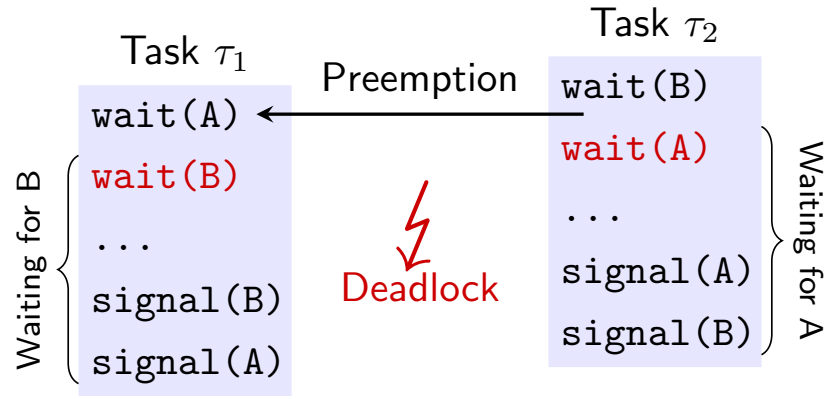 Task τ1
wait(A)
wait(B)
...
signal(B)
signal(A)
Waiting for B
Preemption
Deadlock
Task τ2
wait(B)
wait(A)
...
signal(A)
signal(B)
Waiting for A